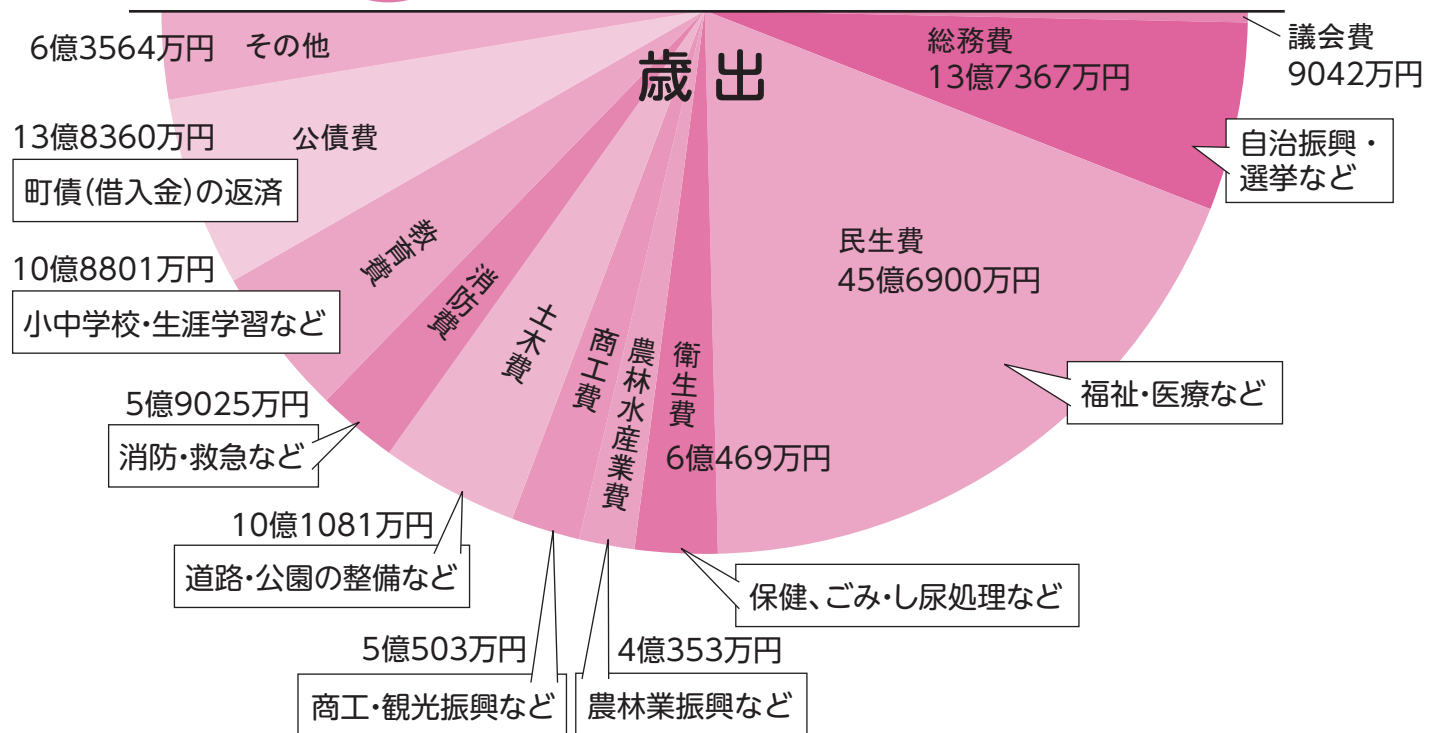 歳出
議会費
9042万円
総務費
13億7367万円
自治振興・
選挙など
民生費
45億6900万円
福祉・医療など
衛生費
6億469万円
保健、ごみ・し尿処理など
農林水産業費
4億353万円
農林業振興など
商工費
5億503万円
商工・観光振興など
土木費
10億1081万円
道路・公園の整備など
消防費
5億9025万円
消防・救急など
教育費
10億8801万円
小中学校・生涯学習など
公債費
13億8360万円
町債(借入金)の返済
その他
6億3564万円